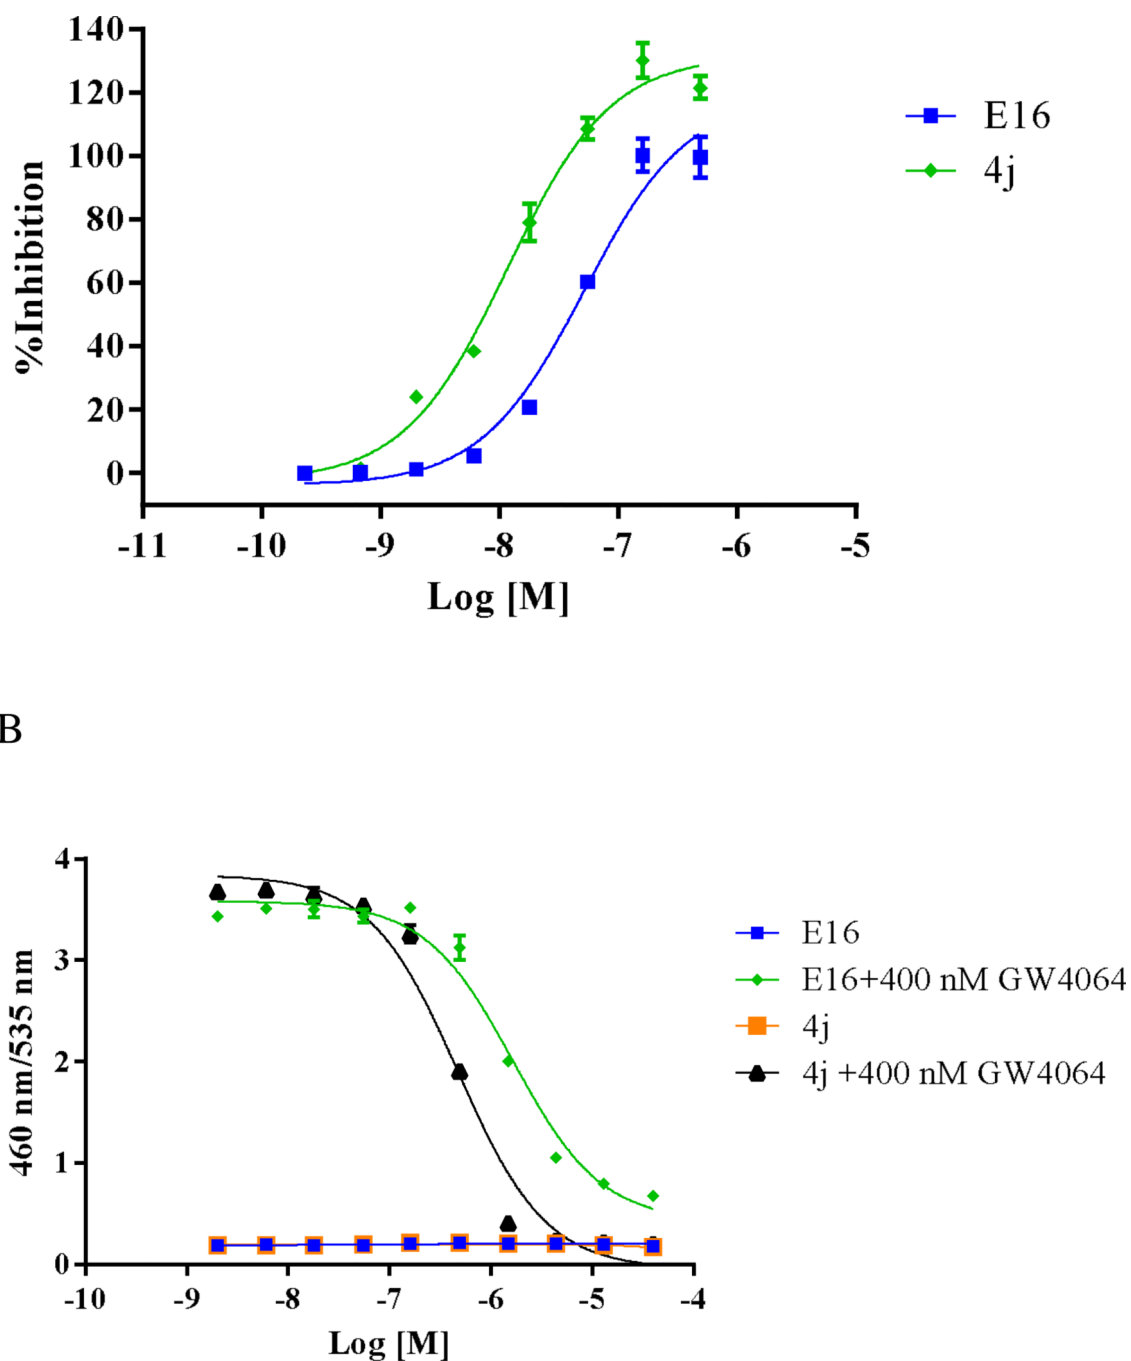 140
120
100
80
60
40
20
0
%Inhibition
-11 -10 -9 -8 -7 -6 -5
Log [M]
E16
4j
B
4
3
2
1
0
460 nm/535 nm
-10 -9 -8 -7 -6 -5 -4
Log [M]
E16
E16+400 nM GW4064
4j
4j +400 nM GW4064